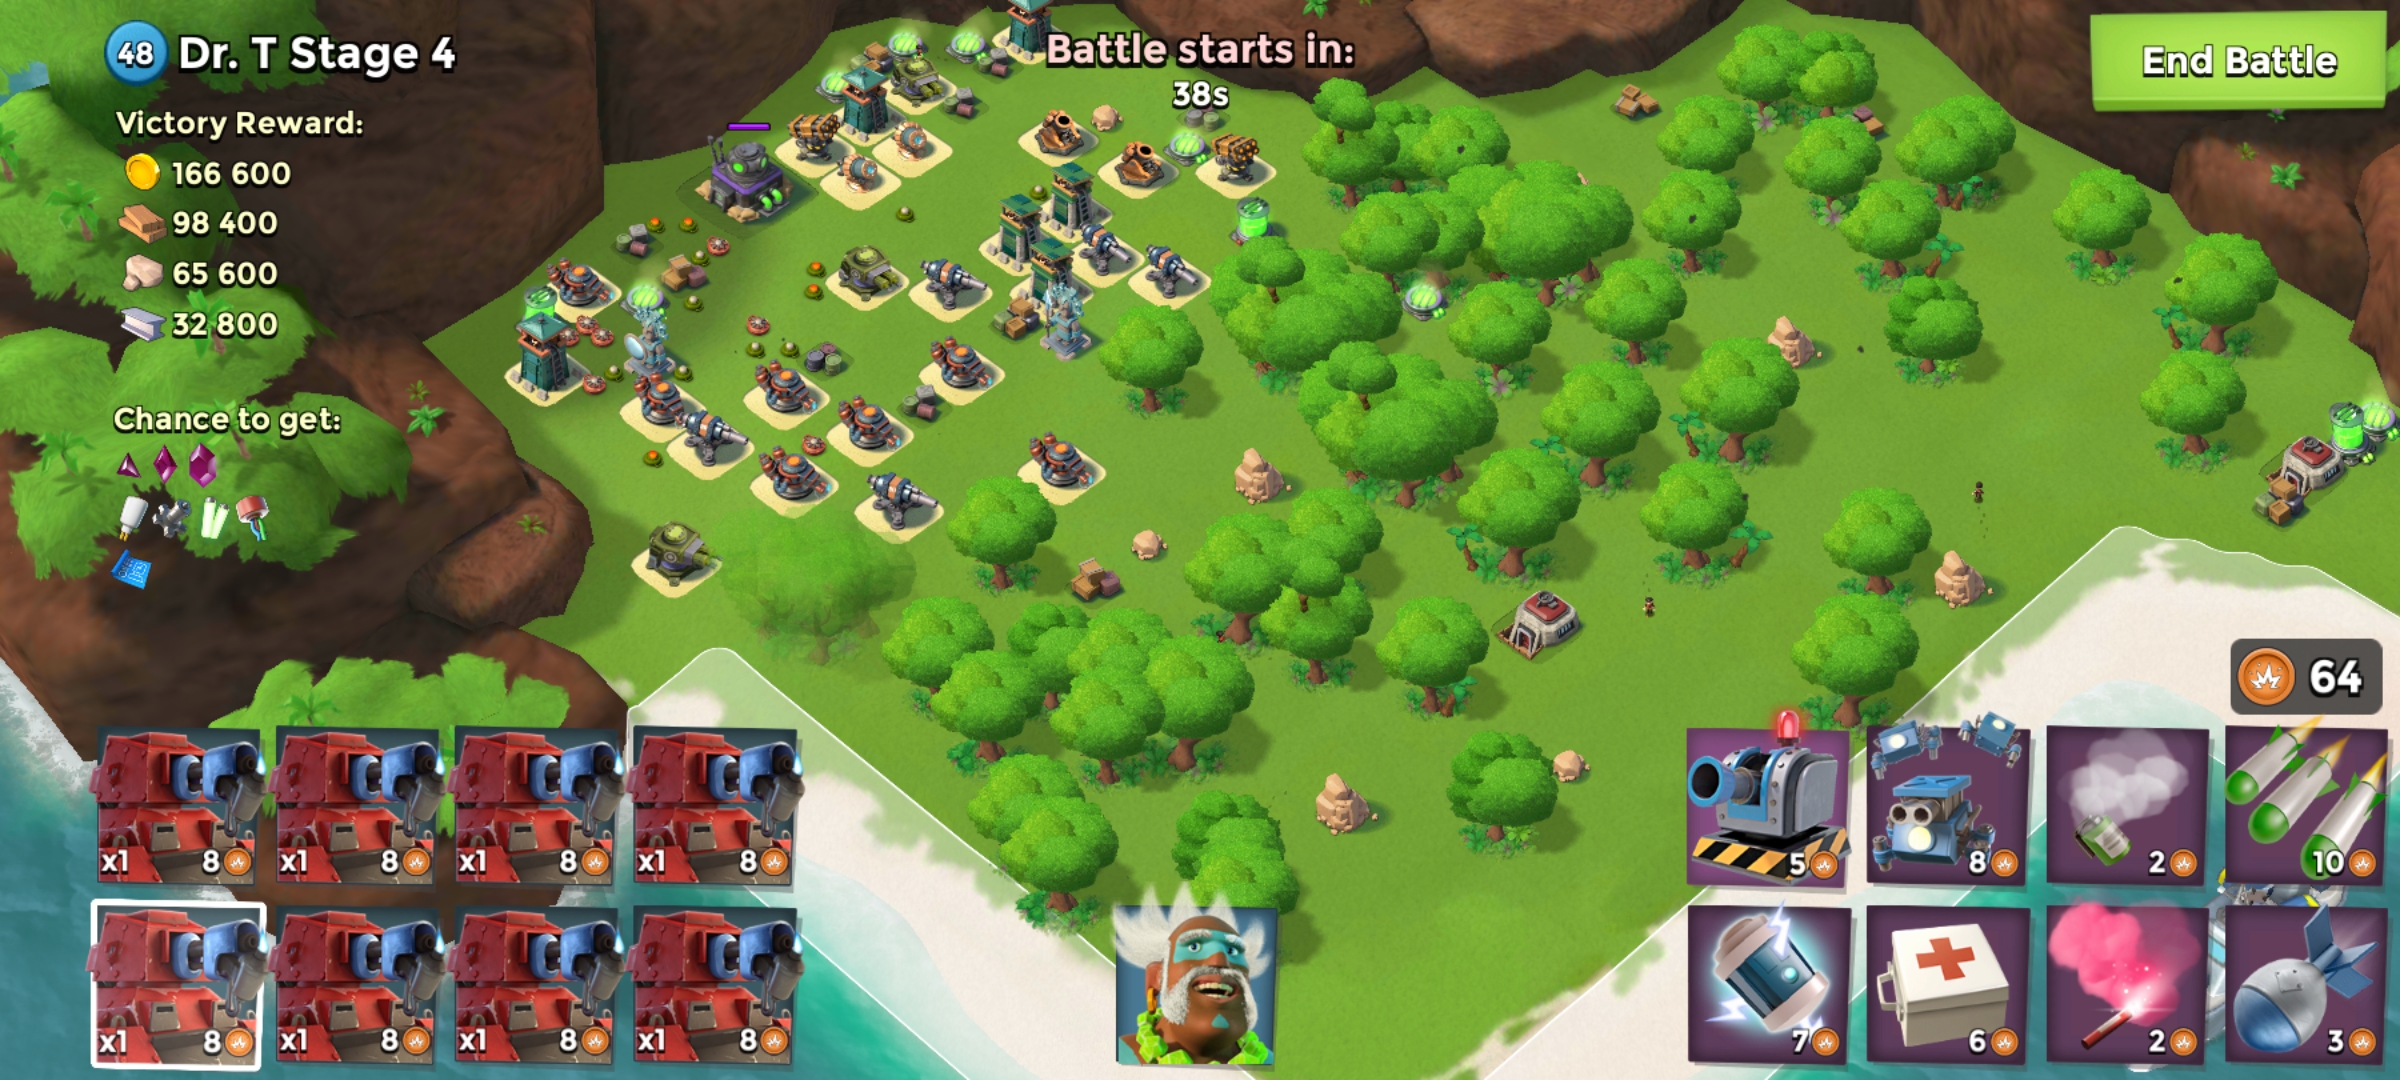 48 Dr. T Stage 4
Victory Reward:
166 600
98 400
65 600
32 800
Chance to get:
Battle starts in:
38s
End Battle
64
x1 8
x1 8
x1 8
x1 8
x1 8
x1 8
x1 8
x1 8
5
8
2
10
7
6
2
3